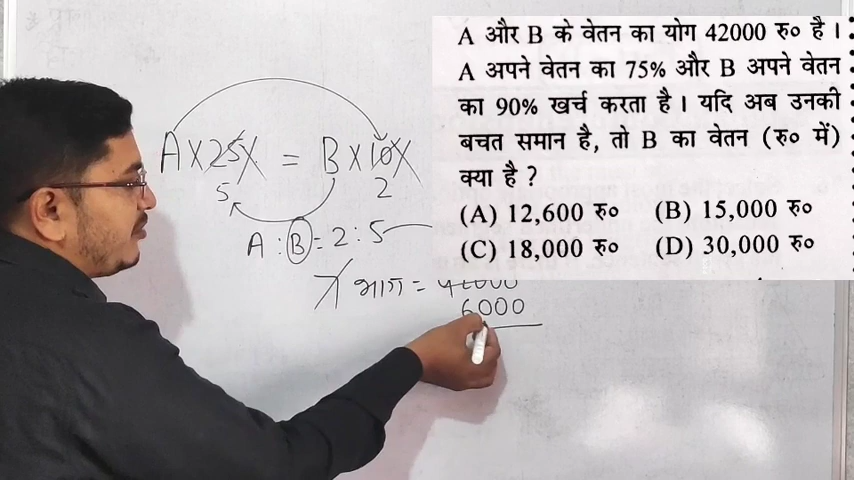 A और B के वेतन का योग 42000 रु० है ।
A अपने वेतन का 75% और B अपने वेतन
का 90% खर्च करता है । यदि अब उनकी
बचत समान है, तो B का वेतन (रु० में)
क्या है ?
(A) 12,600 रु० (B) 15,000 रु०
(C) 18,000 रु० (D) 30,000 रु०
A × 25% = B × 10%
5 2
A : B = 2 : 5
7 भाग = 42000
6000